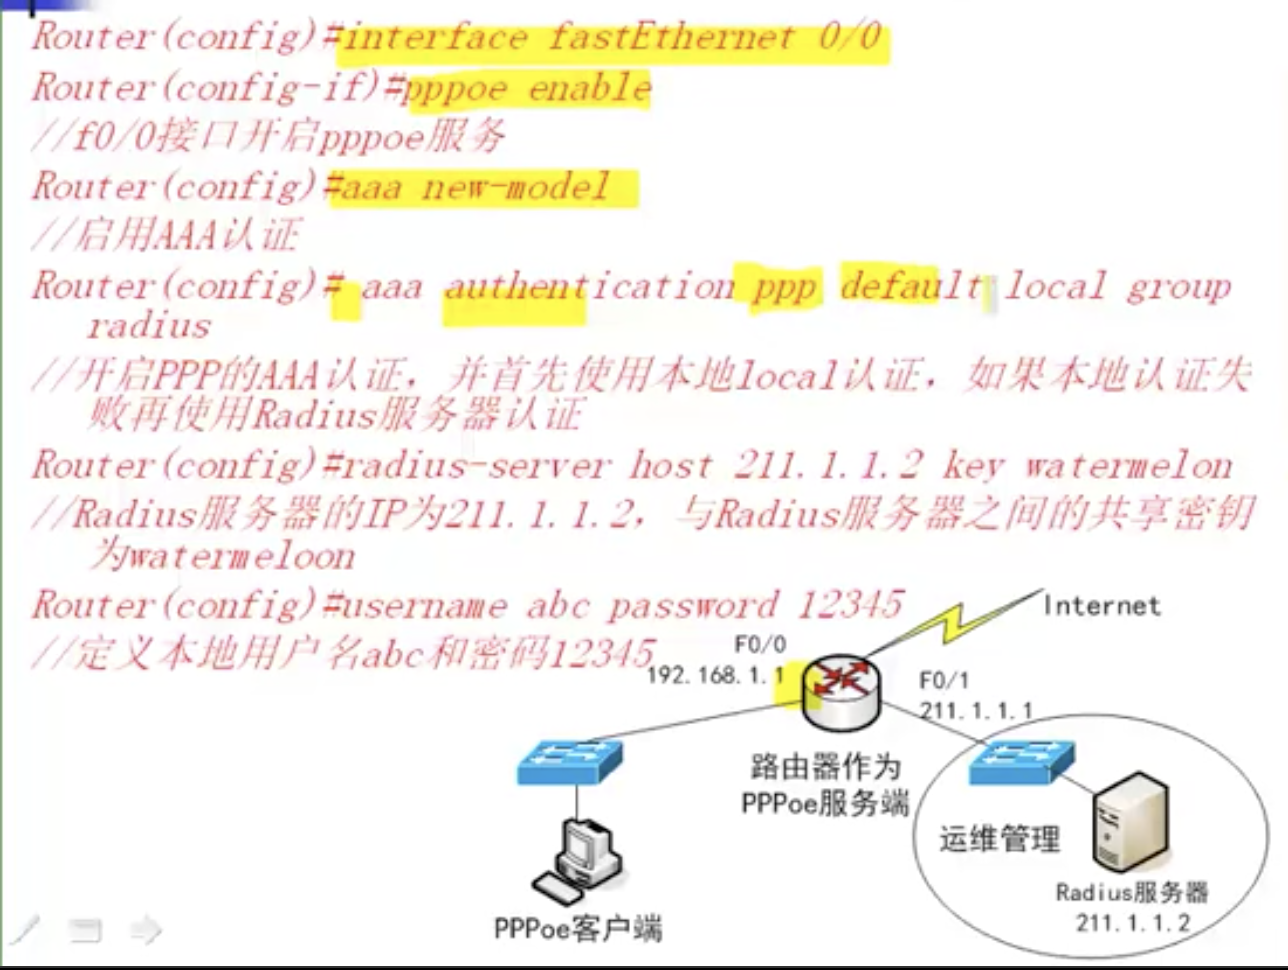 Router(config)#interface fastEthernet 0/0
Router(config-if)#pppoe enable
//f0/0接口开启pppoe服务
Router(config)#aaa new-model
//启用AAA认证
Router(config)# aaa authentication ppp default local group
radius
//开启PPP的AAA认证，并首先使用本地local认证，如果本地认证失
败再使用Radius服务器认证
Router(config)#radius-server host 211.1.1.2 key watermelon
//Radius服务器的IP为211.1.1.2，与Radius服务器之间的共享密钥
为watermeloon
Router(config)#username abc password 12345
//定义本地用户名abc和密码12345
Internet
F0/0
192.168.1.1
F0/1
211.1.1.1
路由器作为
PPPoe服务端
运维管理
Radius服务器
211.1.1.2
PPPoe客户端